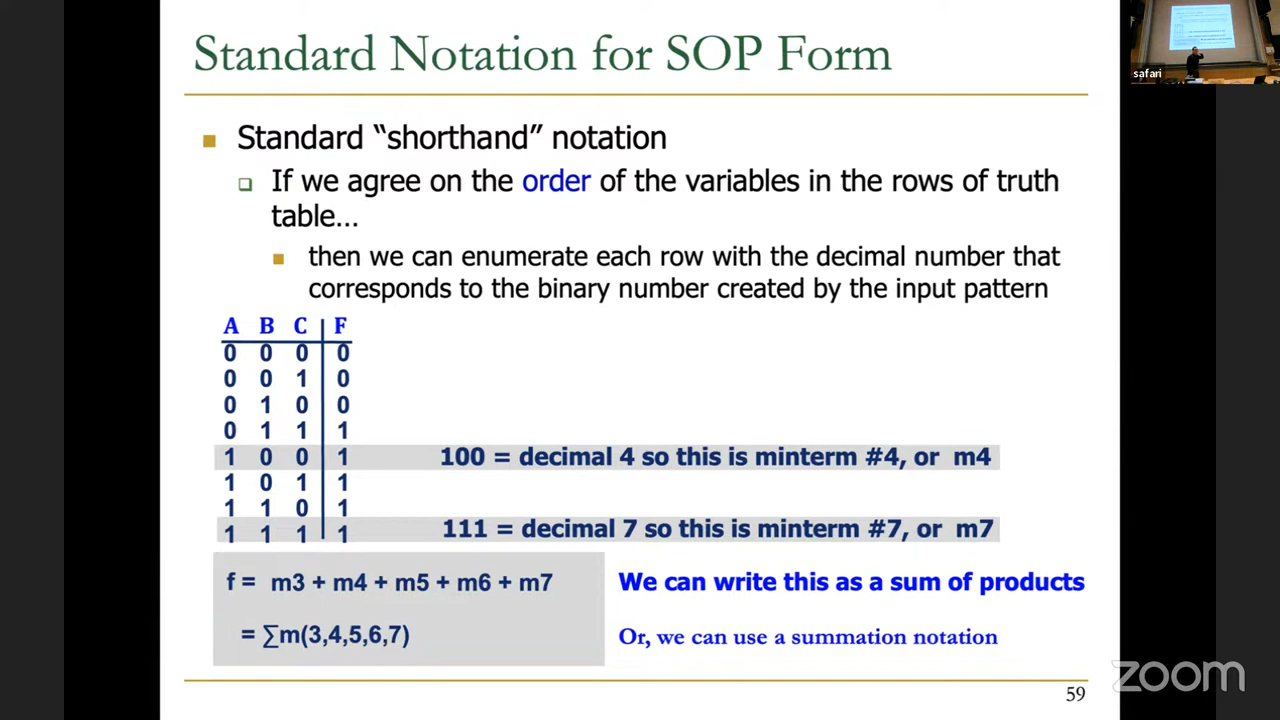 Standard Notation for SOP Form
safari
Standard “shorthand” notation
If we agree on the order of the variables in the rows of truth
table…
then we can enumerate each row with the decimal number that
corresponds to the binary number created by the input pattern
A B C F
0 0 0 0
0 0 1 0
0 1 0 0
0 1 1 1
1 0 0 1 100 = decimal 4 so this is minterm #4, or m4
1 0 1 1
1 1 0 1
1 1 1 1 111 = decimal 7 so this is minterm #7, or m7
f = m3 + m4 + m5 + m6 + m7 We can write this as a sum of products
= ∑m(3,4,5,6,7) Or, we can use a summation notation
59
zoom